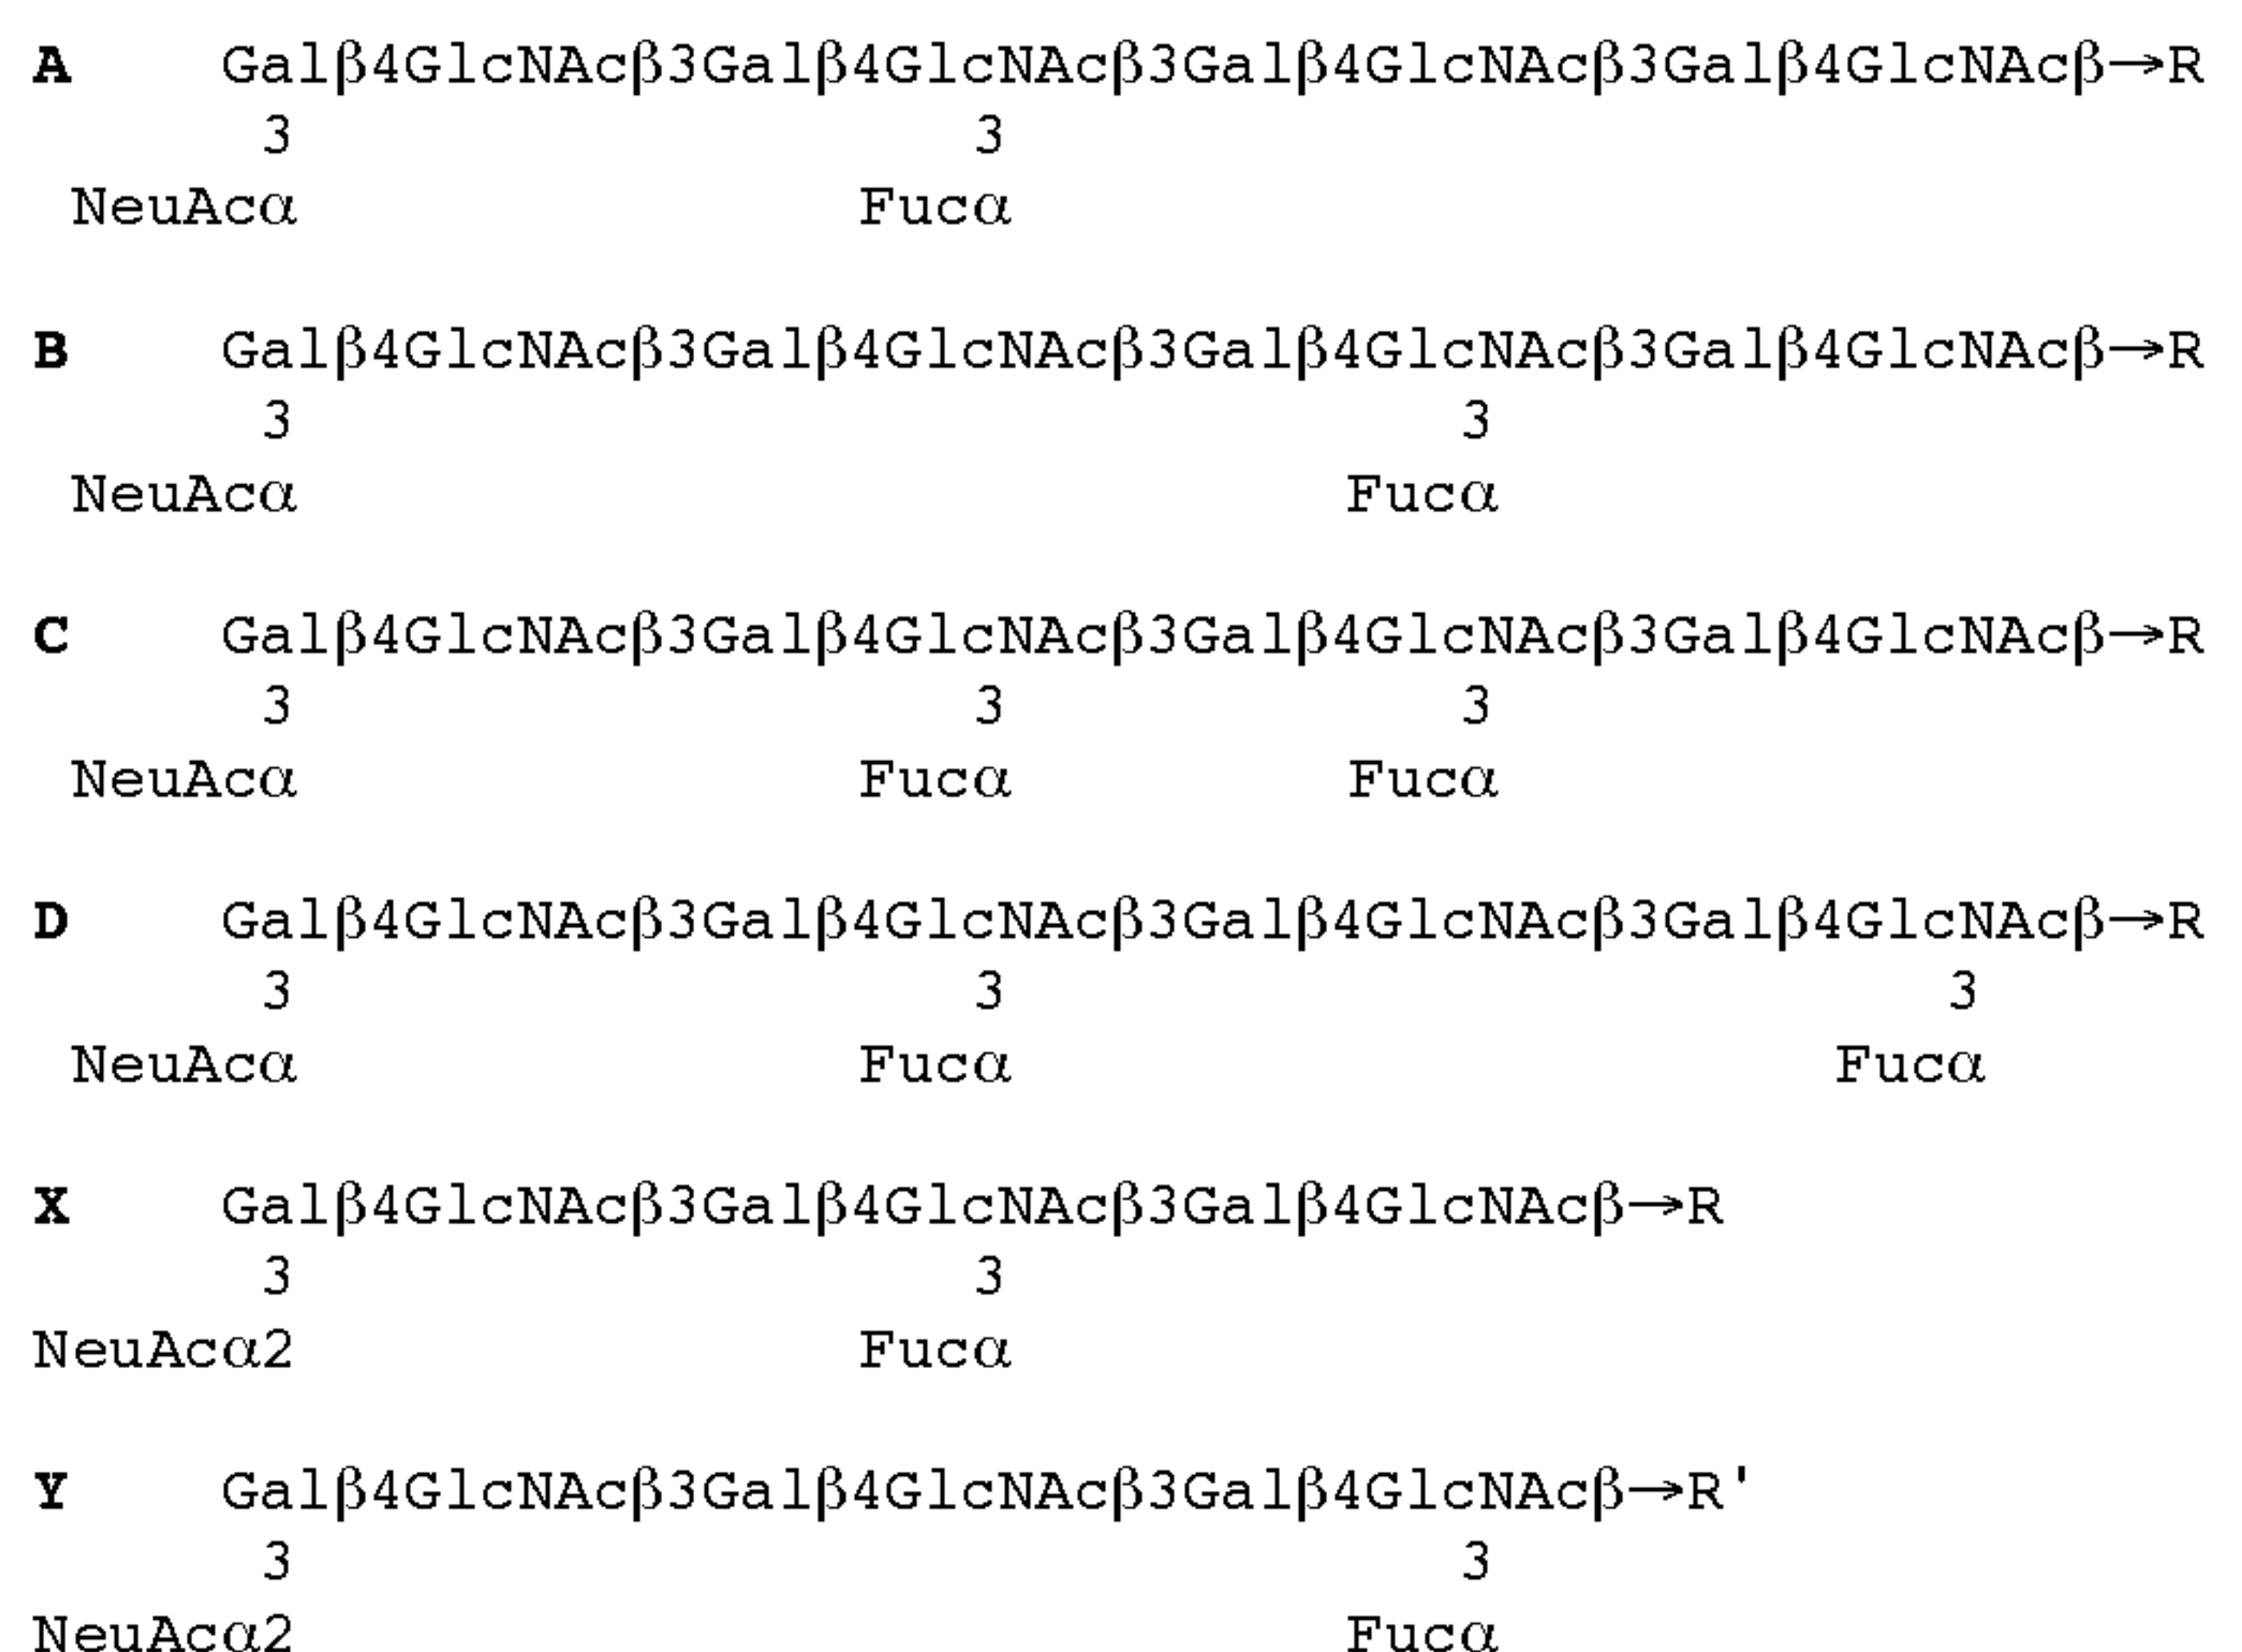 A Galβ4GlcNAcβ3Galβ4GlcNAcβ3Galβ4GlcNAcβ3Galβ4GlcNAcβ→R
3 3
NeuAcα Fucα
B Galβ4GlcNAcβ3Galβ4GlcNAcβ3Galβ4GlcNAcβ3Galβ4GlcNAcβ→R
3 3
NeuAcα Fucα
C Galβ4GlcNAcβ3Galβ4GlcNAcβ3Galβ4GlcNAcβ3Galβ4GlcNAcβ→R
3 3 3
NeuAcα Fucα Fucα
D Galβ4GlcNAcβ3Galβ4GlcNAcβ3Galβ4GlcNAcβ3Galβ4GlcNAcβ→R
3 3 3
NeuAcα Fucα Fucα
X Galβ4GlcNAcβ3Galβ4GlcNAcβ3Galβ4GlcNAcβ→R
3 3
NeuAcα2 Fucα
Y Galβ4GlcNAcβ3Galβ4GlcNAcβ3Galβ4GlcNAcβ→R'
3 3
NeuAcα2 Fucα